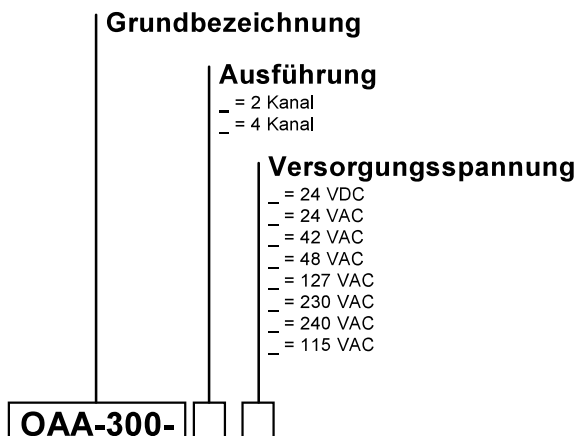 Grundbezeichnung
Ausführung
_ = 2 Kanal
_ = 4 Kanal
Versorgungsspannung
_ = 24 VDC
_ = 24 VAC
_ = 42 VAC
_ = 48 VAC
_ = 127 VAC
_ = 230 VAC
_ = 240 VAC
_ = 115 VAC
OAA-300-